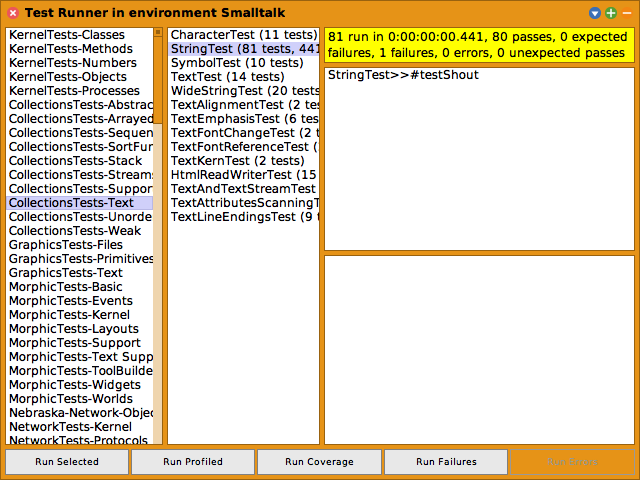 Test Runner in environment Smalltalk
KernelTests-Classes
KernelTests-Methods
KernelTests-Numbers
KernelTests-Objects
KernelTests-Processes
CollectionsTests-Abstrac
CollectionsTests-Arrayed
CollectionsTests-Sequen
CollectionsTests-SortFun
CollectionsTests-Stack
CollectionsTests-Streams
CollectionsTests-Support
CollectionsTests-Text
CollectionsTests-Unorde
CollectionsTests-Weak
GraphicsTests-Files
GraphicsTests-Primitives
GraphicsTests-Text
MorphicTests-Basic
MorphicTests-Events
MorphicTests-Kernel
MorphicTests-Layouts
MorphicTests-Support
MorphicTests-Text Supp
MorphicTests-ToolBuilde
MorphicTests-Widgets
MorphicTests-Worlds
Nebraska-Network-Objec
NetworkTests-Kernel
NetworkTests-Protocols
CharacterTest (11 tests)
StringTest (81 tests, 441
SymbolTest (10 tests)
TextTest (14 tests)
WideStringTest (20 tests
TextAlignmentTest (2 te
TextEmphasisTest (6 tes
TextFontChangeTest (2 t
TextFontReferenceTest (
TextKernTest (2 tests)
HtmlReadWriterTest (15
TextAndTextStreamTest
TextAttributesScanningT
TextLineEndingsTest (9 t
81 run in 0:00:00:00.441, 80 passes, 0 expected
failures, 1 failures, 0 errors, 0 unexpected passes
StringTest>>#testShout
Run Selected
Run Profiled
Run Coverage
Run Failures
Run Errors